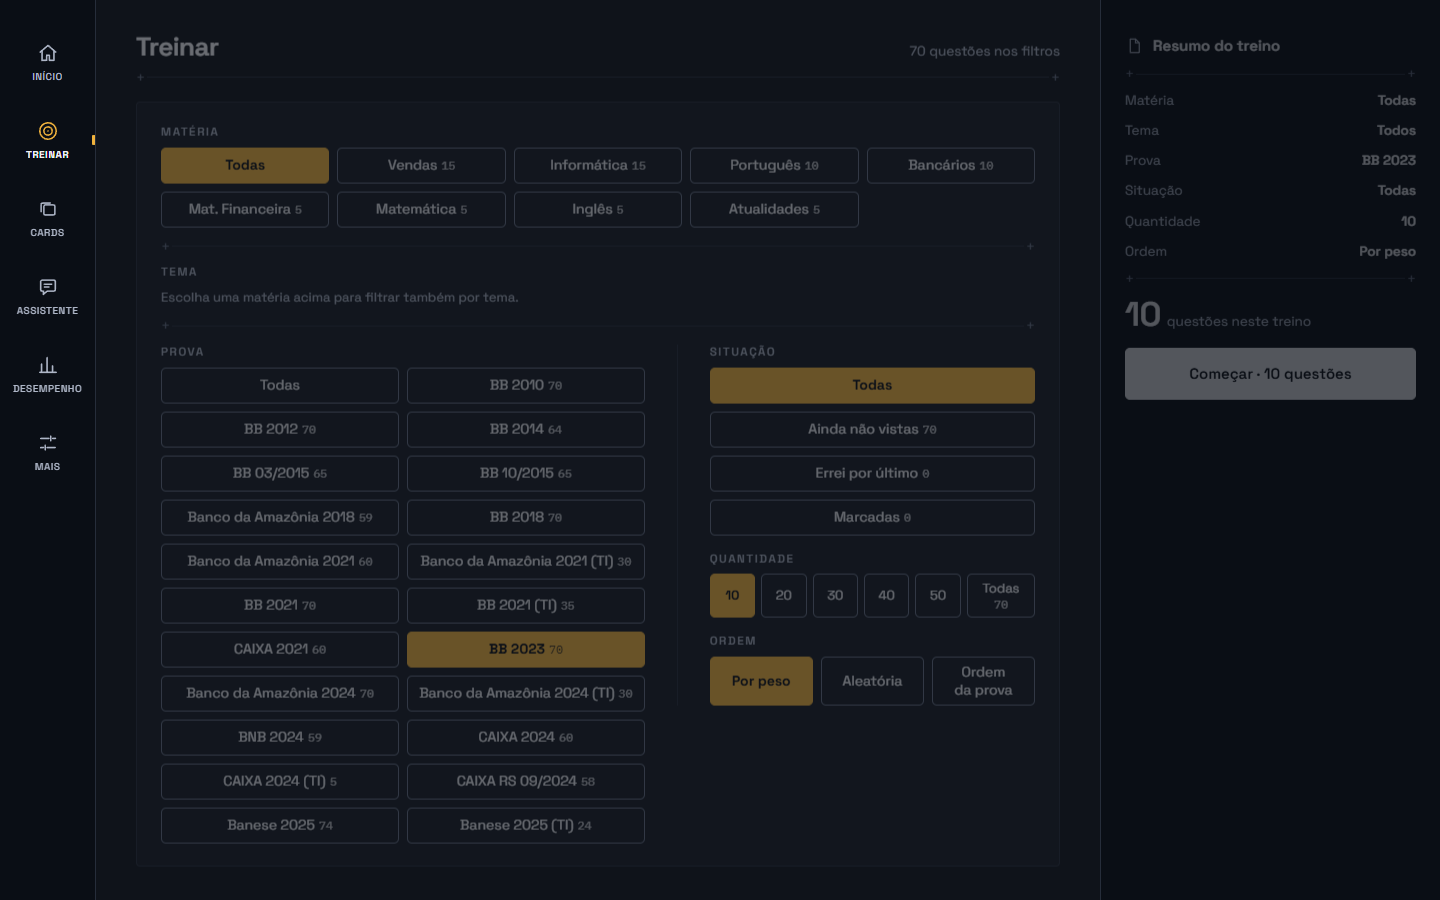 INÍCIO
TREINAR
CARDS
ASSISTENTE
DESEMPENHO
MAIS
Treinar
70 questões nos filtros
MATÉRIA
Todas
Vendas 15
Informática 15
Português 10
Bancários 10
Mat. Financeira 5
Matemática 5
Inglês 5
Atualidades 5
TEMA
Escolha uma matéria acima para filtrar também por tema.
PROVA
Todas
BB 2010 70
BB 2012 70
BB 2014 64
BB 03/2015 65
BB 10/2015 65
Banco da Amazônia 2018 59
BB 2018 70
Banco da Amazônia 2021 60
Banco da Amazônia 2021 (TI) 30
BB 2021 70
BB 2021 (TI) 35
CAIXA 2021 60
BB 2023 70
Banco da Amazônia 2024 70
Banco da Amazônia 2024 (TI) 30
BNB 2024 59
CAIXA 2024 60
CAIXA 2024 (TI) 5
CAIXA RS 09/2024 58
Banese 2025 74
Banese 2025 (TI) 24
SITUAÇÃO
Todas
Ainda não vistas 70
Errei por último 0
Marcadas 0
QUANTIDADE
10
20
30
40
50
Todas
70
ORDEM
Por peso
Aleatória
Ordem
da prova
Resumo do treino
Matéria Todas
Tema Todos
Prova BB 2023
Situação Todas
Quantidade 10
Ordem Por peso
10 questões neste treino
Começar · 10 questões